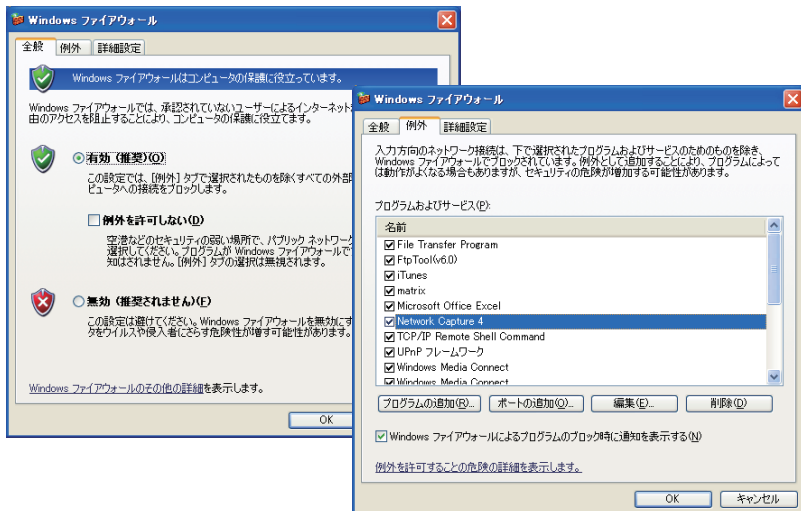 Windows ファイアウォール
全般 例外 詳細設定
Windows ファイアウォールはコンピュータの保護に役立っています。
Windows ファイアウォールでは、承認されていないユーザーによるインターネット
由のアクセスを阻止することにより、コンピュータの保護に役立てます。
有効 (推奨)(O)
この設定では、[例外] タブで選択されたものを除くすべての外部
ピュータへの接続をブロックします。
例外を許可しない(D)
空港などのセキュリティの弱い場所で、パブリック ネットワーク
選択してください。プログラムが Windows ファイアウォールで
知はされません。[例外] タブの選択は無視されます。
無効 (推奨されません)(F)
この設定は避けてください。Windows ファイアウォールを無効にす
タをウイルスや侵入者にさらす危険性が増す可能性があります。
Windows ファイアウォールのその他の詳細を表示します。
OK
Windows ファイアウォール
全般 例外 詳細設定
入力方向のネットワーク接続は、下で選択されたプログラムおよびサービスのためのものを除き、
Windows ファイアウォールでブロックされています。例外として追加することにより、プログラムによって
は動作がよくなる場合もありますが、セキュリティの危険が増加する可能性があります。
プログラムおよびサービス(P):
名前
File Transfer Program
FtpTool(v6.0)
iTunes
matrix
Microsoft Office Excel
Network Capture 4
TCP/IP Remote Shell Command
UPnP フレームワーク
Windows Media Connect
Windows Media Connect
プログラムの追加(R)... ポートの追加(O)... 編集(E)... 削除(D)
Windows ファイアウォールによるプログラムのブロック時に通知を表示する(N)
例外を許可することの危険の詳細を表示します。
OK キャンセル